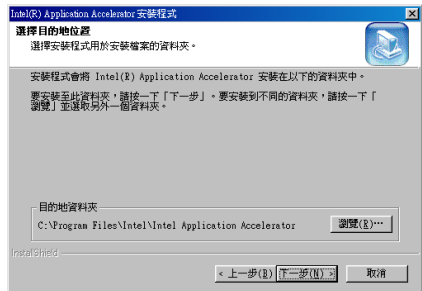 Intel(R) Application Accelerator 安裝程式
選擇目的地位置
選擇安裝程式用於安裝檔案的資料夾。
安裝程式會將 Intel(R) Application Accelerator 安裝在以下的資料夾中。
要安裝至此資料夾，請按一下「下一步」。要安裝到不同的資料夾，請按一下「
瀏覽」並選取另外一個資料夾。
目的地資料夾
C:\Program Files\Intel\Intel Application Accelerator
瀏覽(R)...
InstallShield
< 上一步(B)
下一步(N) >
取消